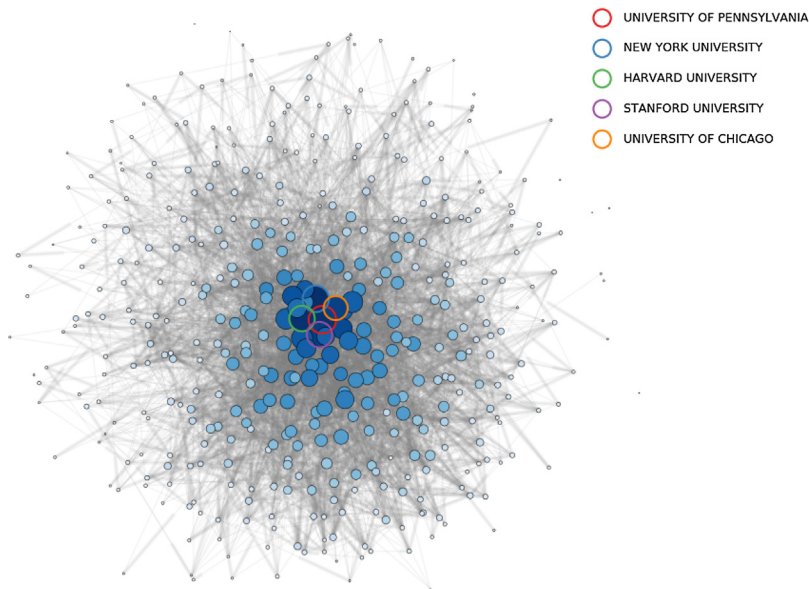 UNIVERSITY OF PENNSYLVANIA
NEW YORK UNIVERSITY
HARVARD UNIVERSITY
STANFORD UNIVERSITY
UNIVERSITY OF CHICAGO